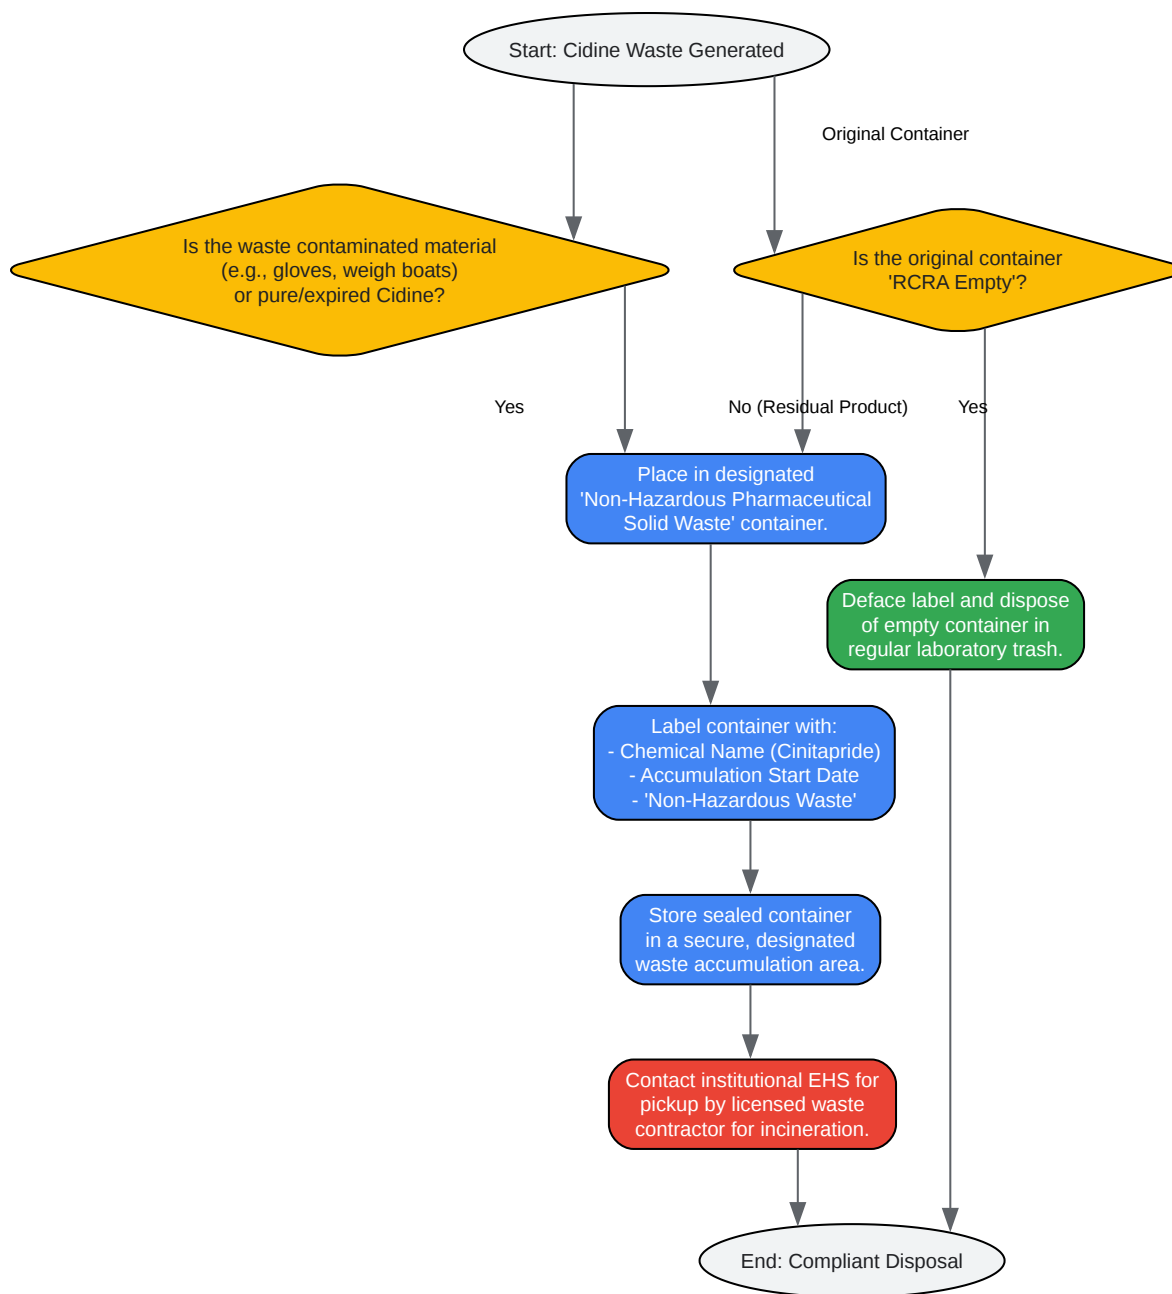 Start: Cidine Waste Generated
Original Container
Is the waste contaminated material
(e.g., gloves, weigh boats)
or pure/expired Cidine?
Is the original container
'RCRA Empty'?
Yes
No (Residual Product)
Yes
Place in designated
'Non-Hazardous Pharmaceutical
Solid Waste' container.
Deface label and dispose
of empty container in
regular laboratory trash.
Label container with:
- Chemical Name (Cinitapride)
- Accumulation Start Date
- 'Non-Hazardous Waste'
Store sealed container
in a secure, designated
waste accumulation area.
Contact institutional EHS for
pickup by licensed waste
contractor for incineration.
End: Compliant Disposal